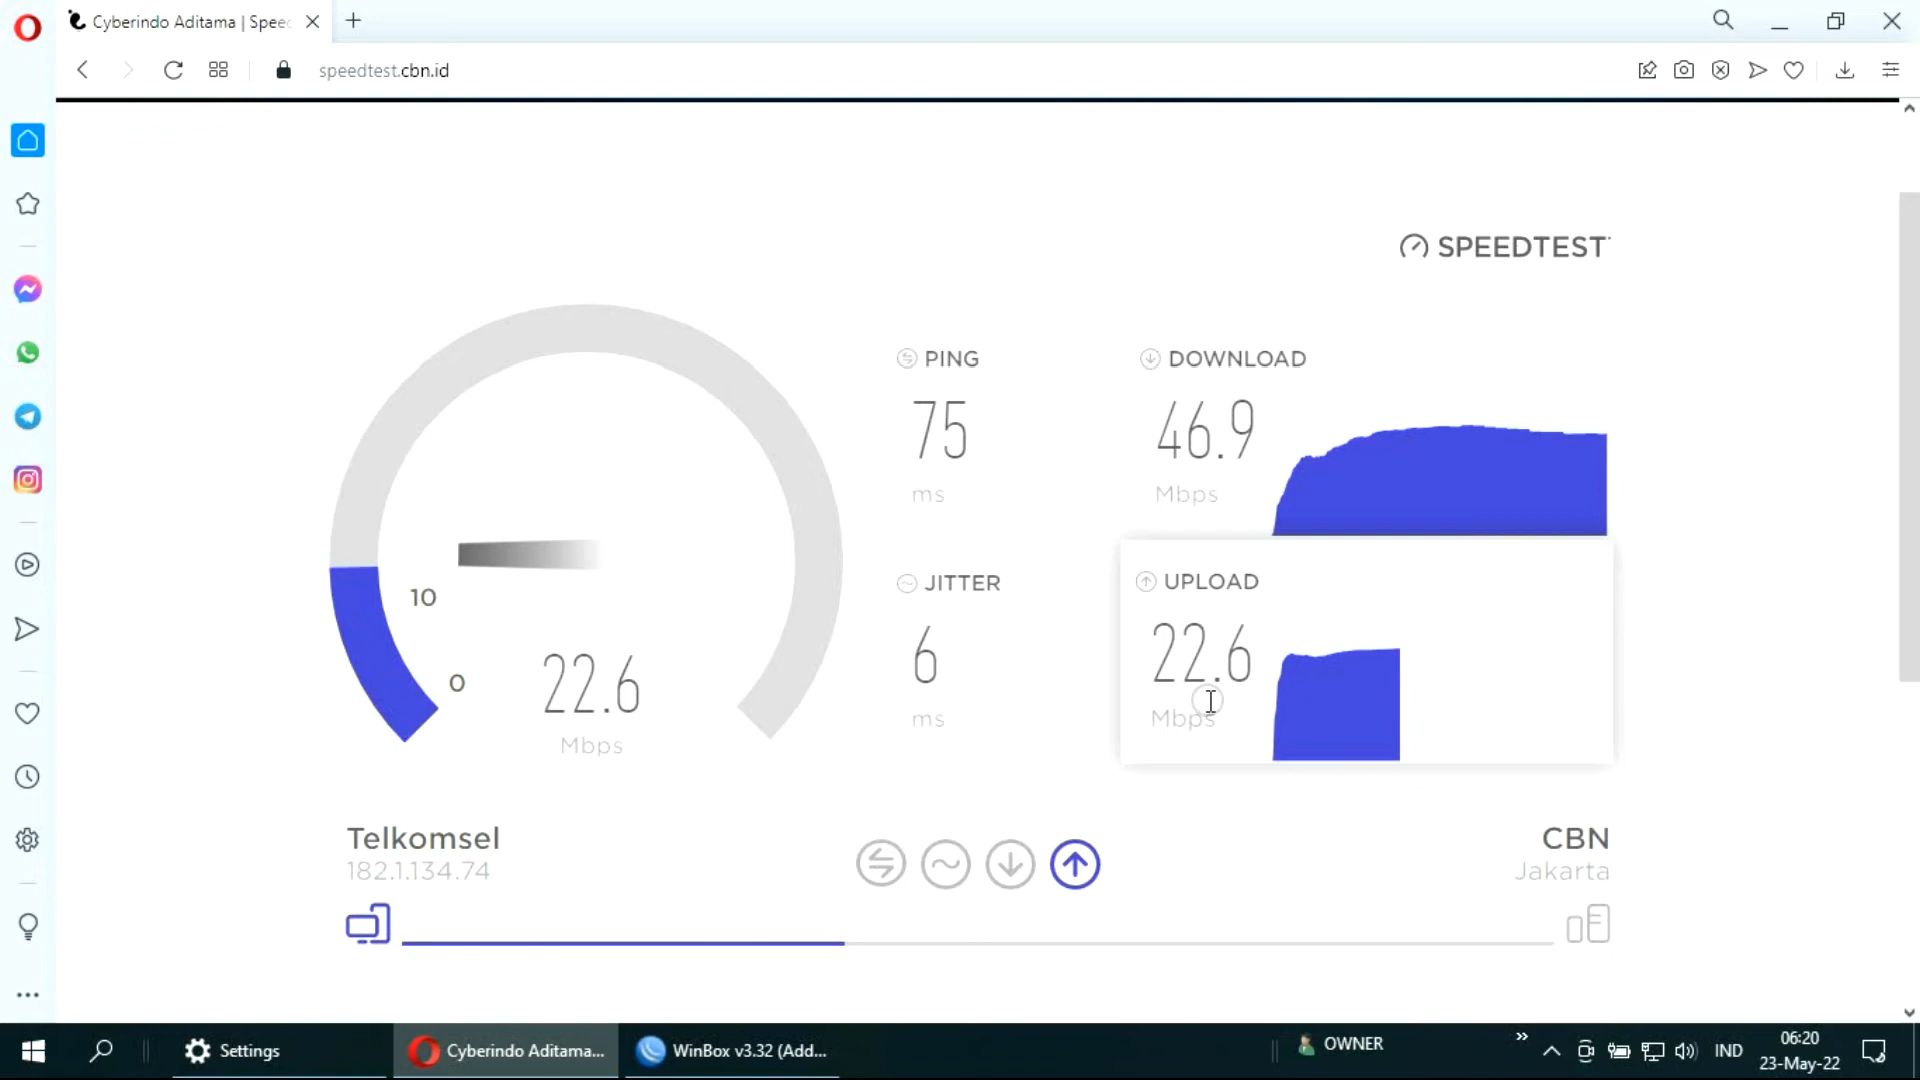 Cyberindo Aditama | Spee
speedtest.cbn.id
SPEEDTEST
PING
75
ms
DOWNLOAD
46.9
Mbps
JITTER
6
ms
UPLOAD
22.6
Mbps
10
0
22.6
Mbps
Telkomsel
182.1.134.74
CBN
Jakarta
Settings
Cyberindo Aditama...
WinBox v3.32 (Add...
OWNER
IND
06:20
23-May-22